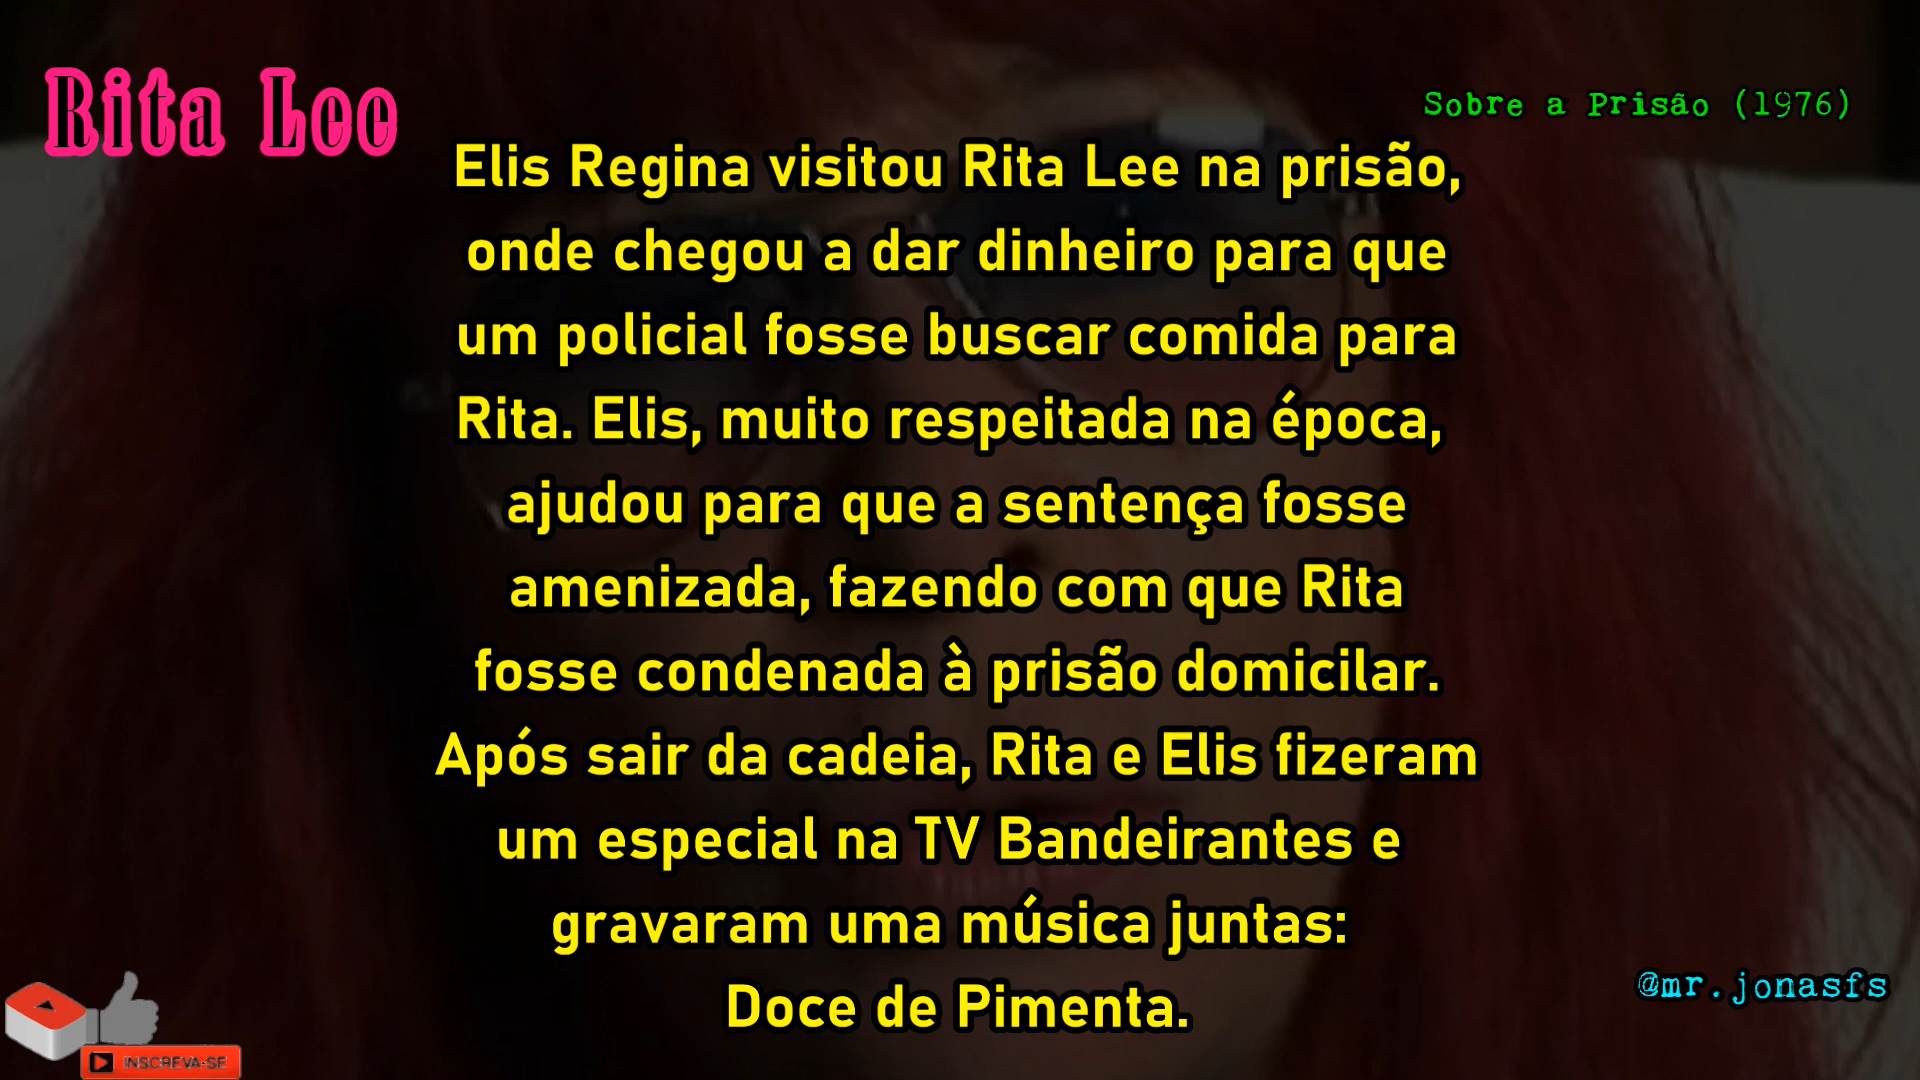 Rita Lee
Sobre a Prisão (1976)
Elis Regina visitou Rita Lee na prisão,
onde chegou a dar dinheiro para que
um policial fosse buscar comida para
Rita. Elis, muito respeitada na época,
ajudou para que a sentença fosse
amenizada, fazendo com que Rita
fosse condenada à prisão domicilar.
Após sair da cadeia, Rita e Elis fizeram
um especial na TV Bandeirantes e
gravaram uma música juntas:
Doce de Pimenta.
@mr.jonasfs
INSCREVA-SE